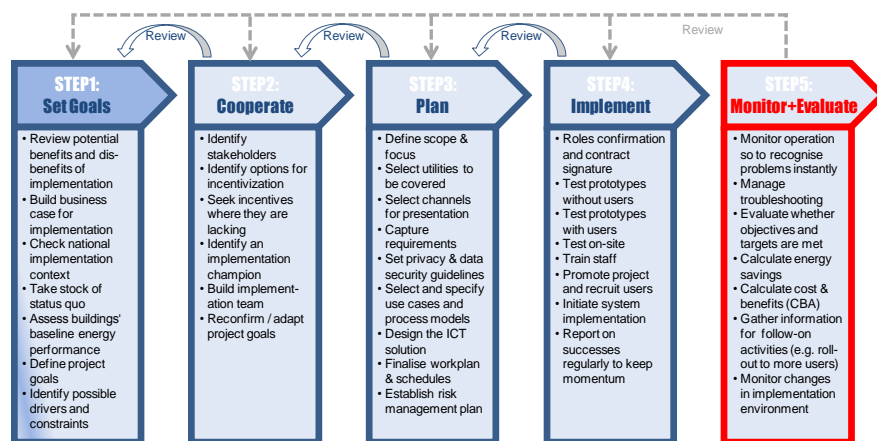 Review
Review
Review
Review
STEP1:
Set Goals
• Review potential
benefits and dis-
benefits of
implementation
• Build business
case for
implementation
• Check national
implementation
context
• Take stock of
status quo
• Assess buildings'
baseline energy
performance
• Define project
goals
• Identify possible
drivers and
constraints
STEP2:
Cooperate
• Identify
stakeholders
• Identify options for
incentivization
• Seek incentives
where they are
lacking
• Identify an
implementation
champion
• Build implement-
ation team
• Reconfirm / adapt
project goals
STEP3:
Plan
• Define scope &
focus
• Select utilities to
be covered
• Select channels
for presentation
• Capture
requirements
• Set privacy & data
security guidelines
• Select and specify
use cases and
process models
• Design the ICT
solution
• Finalise workplan
& schedules
• Establish risk
management plan
STEP4:
Implement
• Roles confirmation
and contract
signature
• Test prototypes
without users
• Test prototypes
with users
• Test on-site
• Train staff
• Promote project
and recruit users
• Initiate system
implementation
• Report on
successes
regularly to keep
momentum
STEP5:
Monitor+Evaluate
• Monitor operation
so to recognise
problems instantly
• Manage
troubleshooting
• Evaluate whether
objectives and
targets are met
• Calculate energy
savings
• Calculate cost &
benefits (CBA)
• Gather information
for follow-on
activities (e.g. roll-
out to more users)
• Monitor changes
in implementation
environment